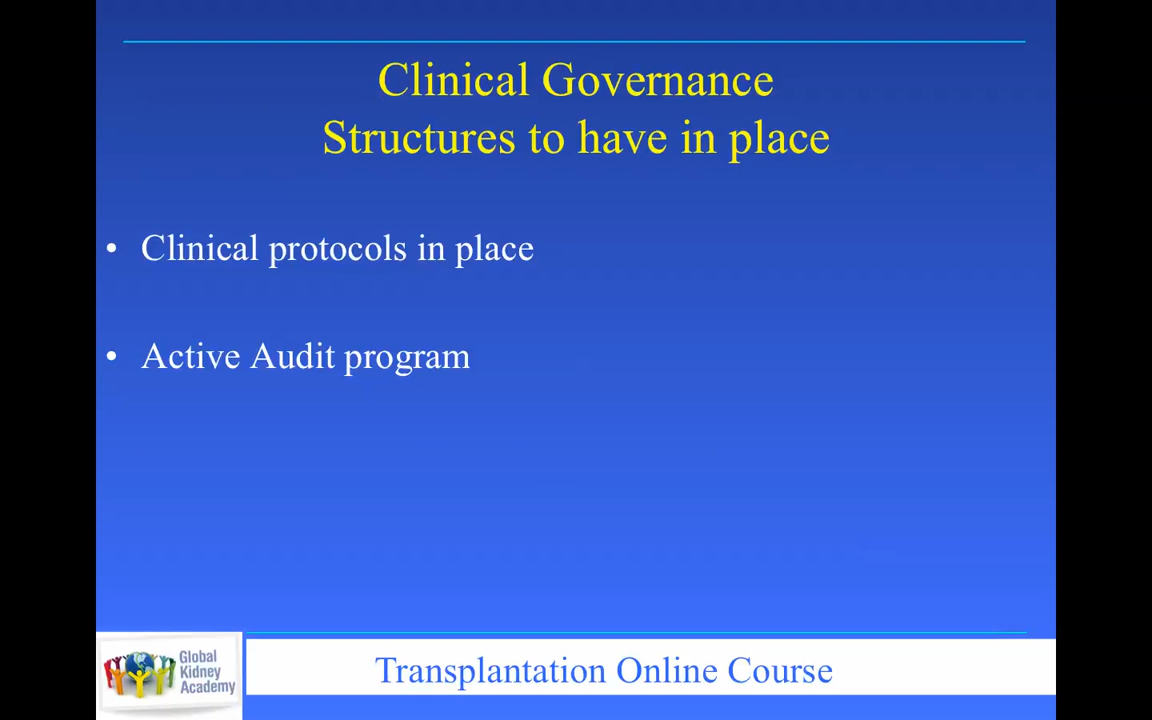 Clinical Governance
Structures to have in place
• Clinical protocols in place
• Active Audit program
Global
Kidney
Academy
Transplantation Online Course